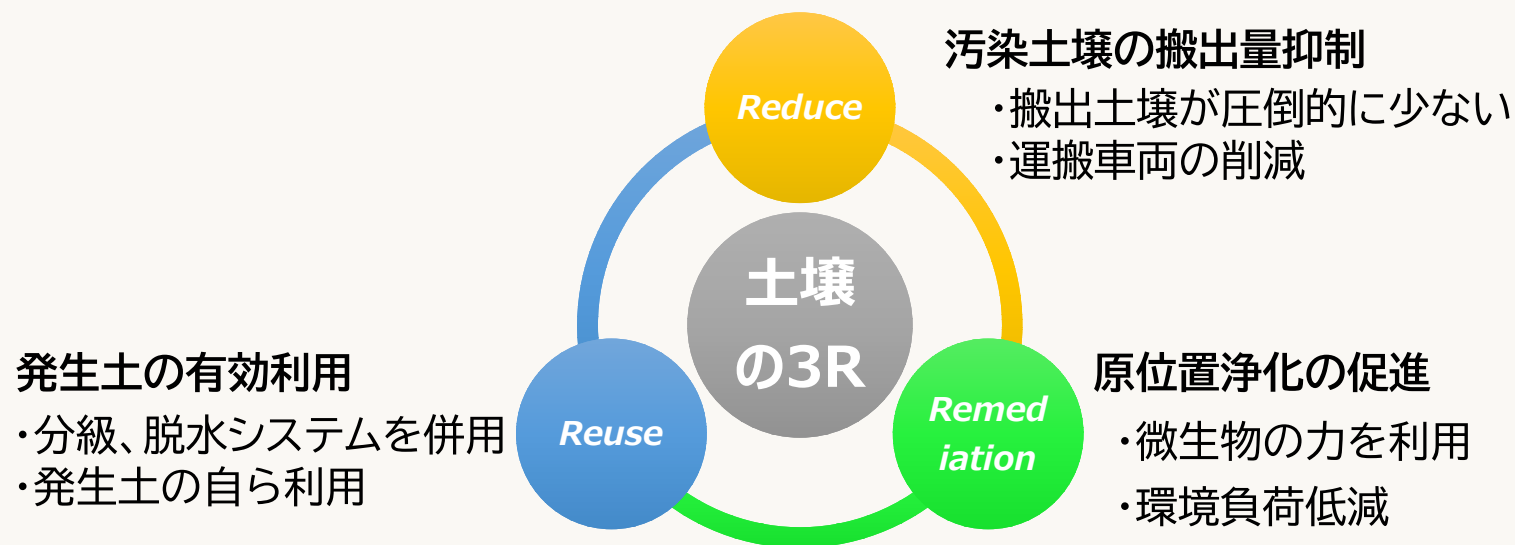 Reduce
汚染土壌の搬出量抑制
・搬出土壌が圧倒的に少ない
・運搬車両の削減
土壌
の3R
発生土の有効利用
・分級、脱水システムを併用
・発生土の自ら利用
Reuse
Remed
iation
原位置浄化の促進
・微生物の力を利用
・環境負荷低減